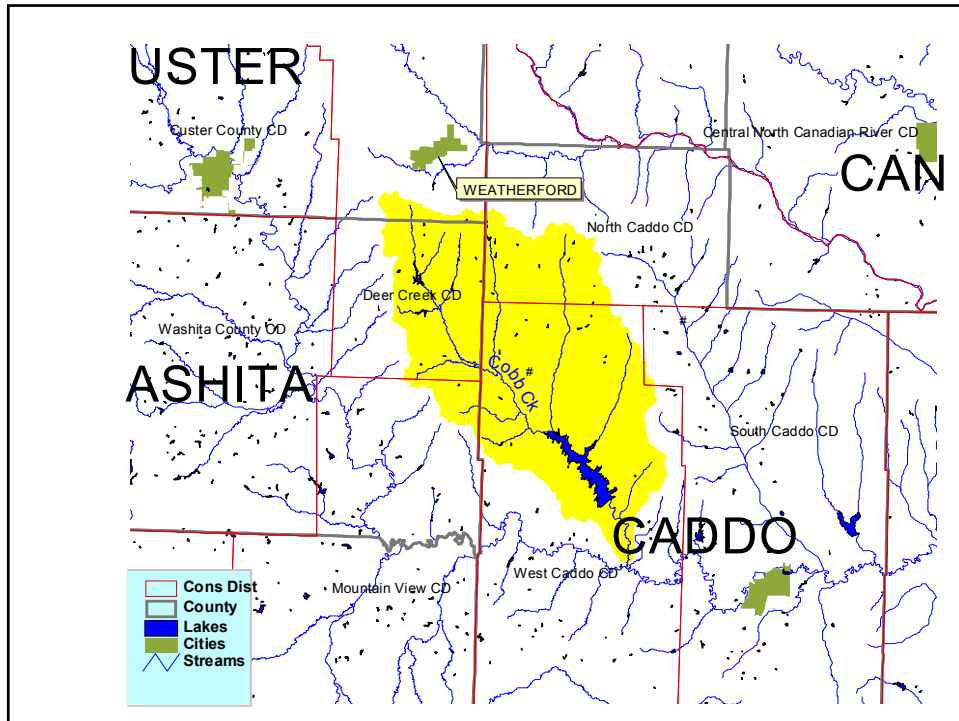 USTER
Custer County CD
Central North Canadian River CD
CAN
WEATHERFORD
North Caddo CD
Deer Creek CD
Washita County CD
#
#
Cobb Ck
ASHITA
South Caddo CD
CADDO
West Caddo CD
Mountain View CD
Cons Dist
County
Lakes
Cities
Streams